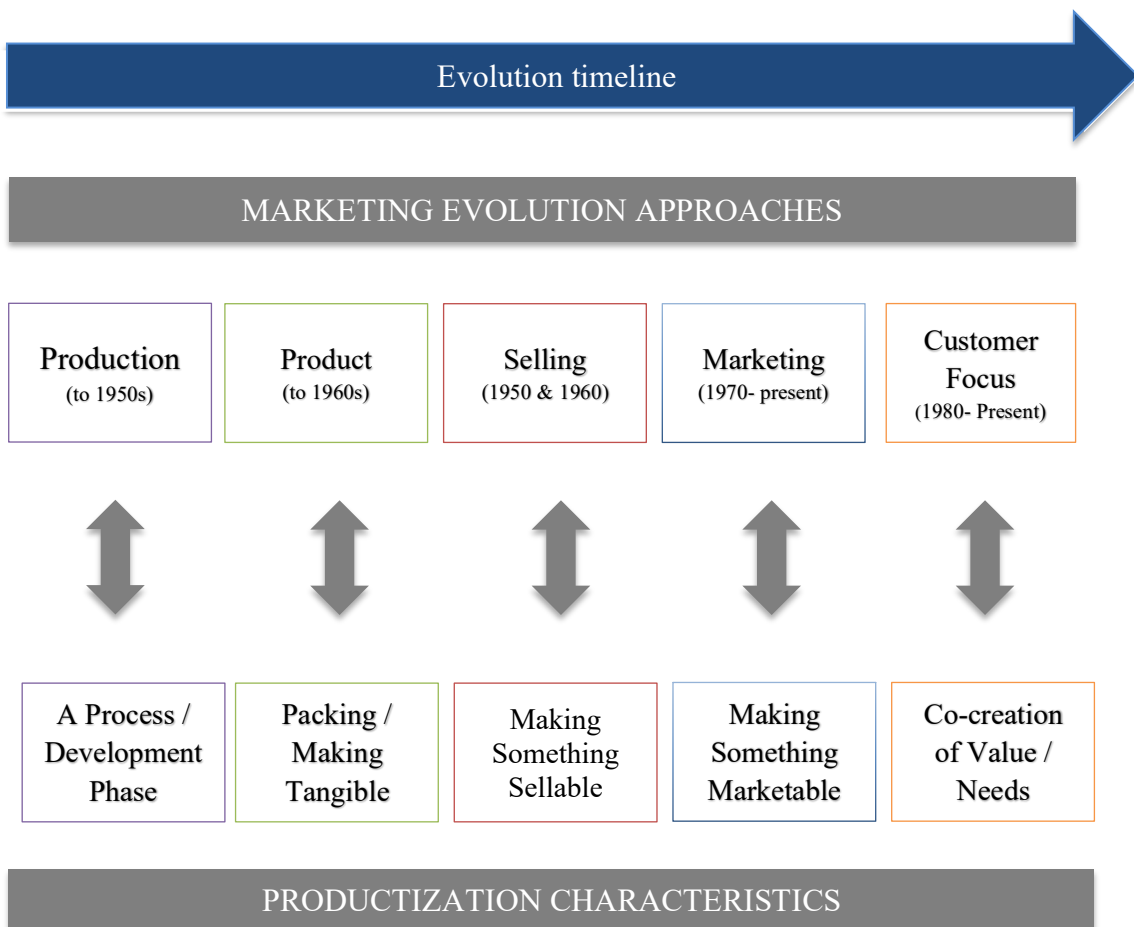 Evolution timeline
MARKETING EVOLUTION APPROACHES
Production
(to 1950s)
Product
(to 1960s)
Selling
(1950 & 1960)
Marketing
(1970- present)
Customer
Focus
(1980- Present)
A Process /
Development
Phase
Packing /
Making
Tangible
Making
Something
Sellable
Making
Something
Marketable
Co-creation
of Value /
Needs
PRODUCTIZATION CHARACTERISTICS